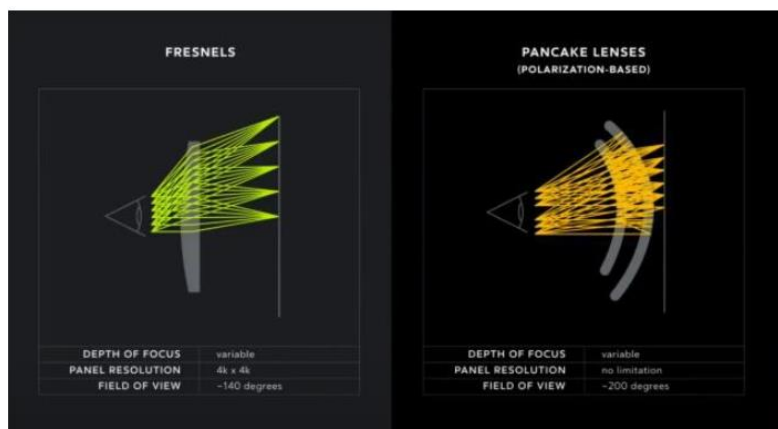 FRESNELS
DEPTH OF FOCUS variable
PANEL RESOLUTION 4k x 4k
FIELD OF VIEW ~140 degrees
PANCAKE LENSES
(POLARIZATION-BASED)
DEPTH OF FOCUS variable
PANEL RESOLUTION no limitation
FIELD OF VIEW ~200 degrees